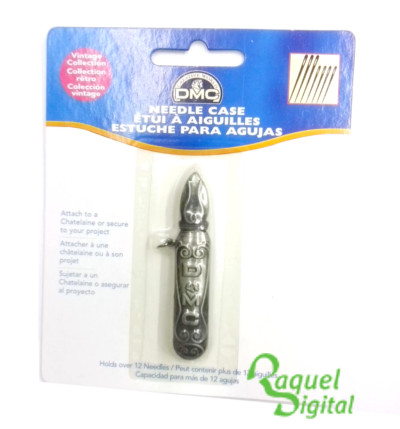 Vintage
Collection
Collection
rétro
Colección
vintage
DMC
NEEDLE CASE
ÉTUI À AIGUILLES
ESTUCHE PARA AGUJAS
Attach to a
Chatelaine or secure
to your project
Attacher à une
châtelaine ou à son
projet
Sujetar a un
Chatelaine o asegurar
el proyecto
DMC
Holds over 12 Needles / Peut contenir plus de 12 aiguilles
Capacidad para más de 12 agujas
Raquel
Digital